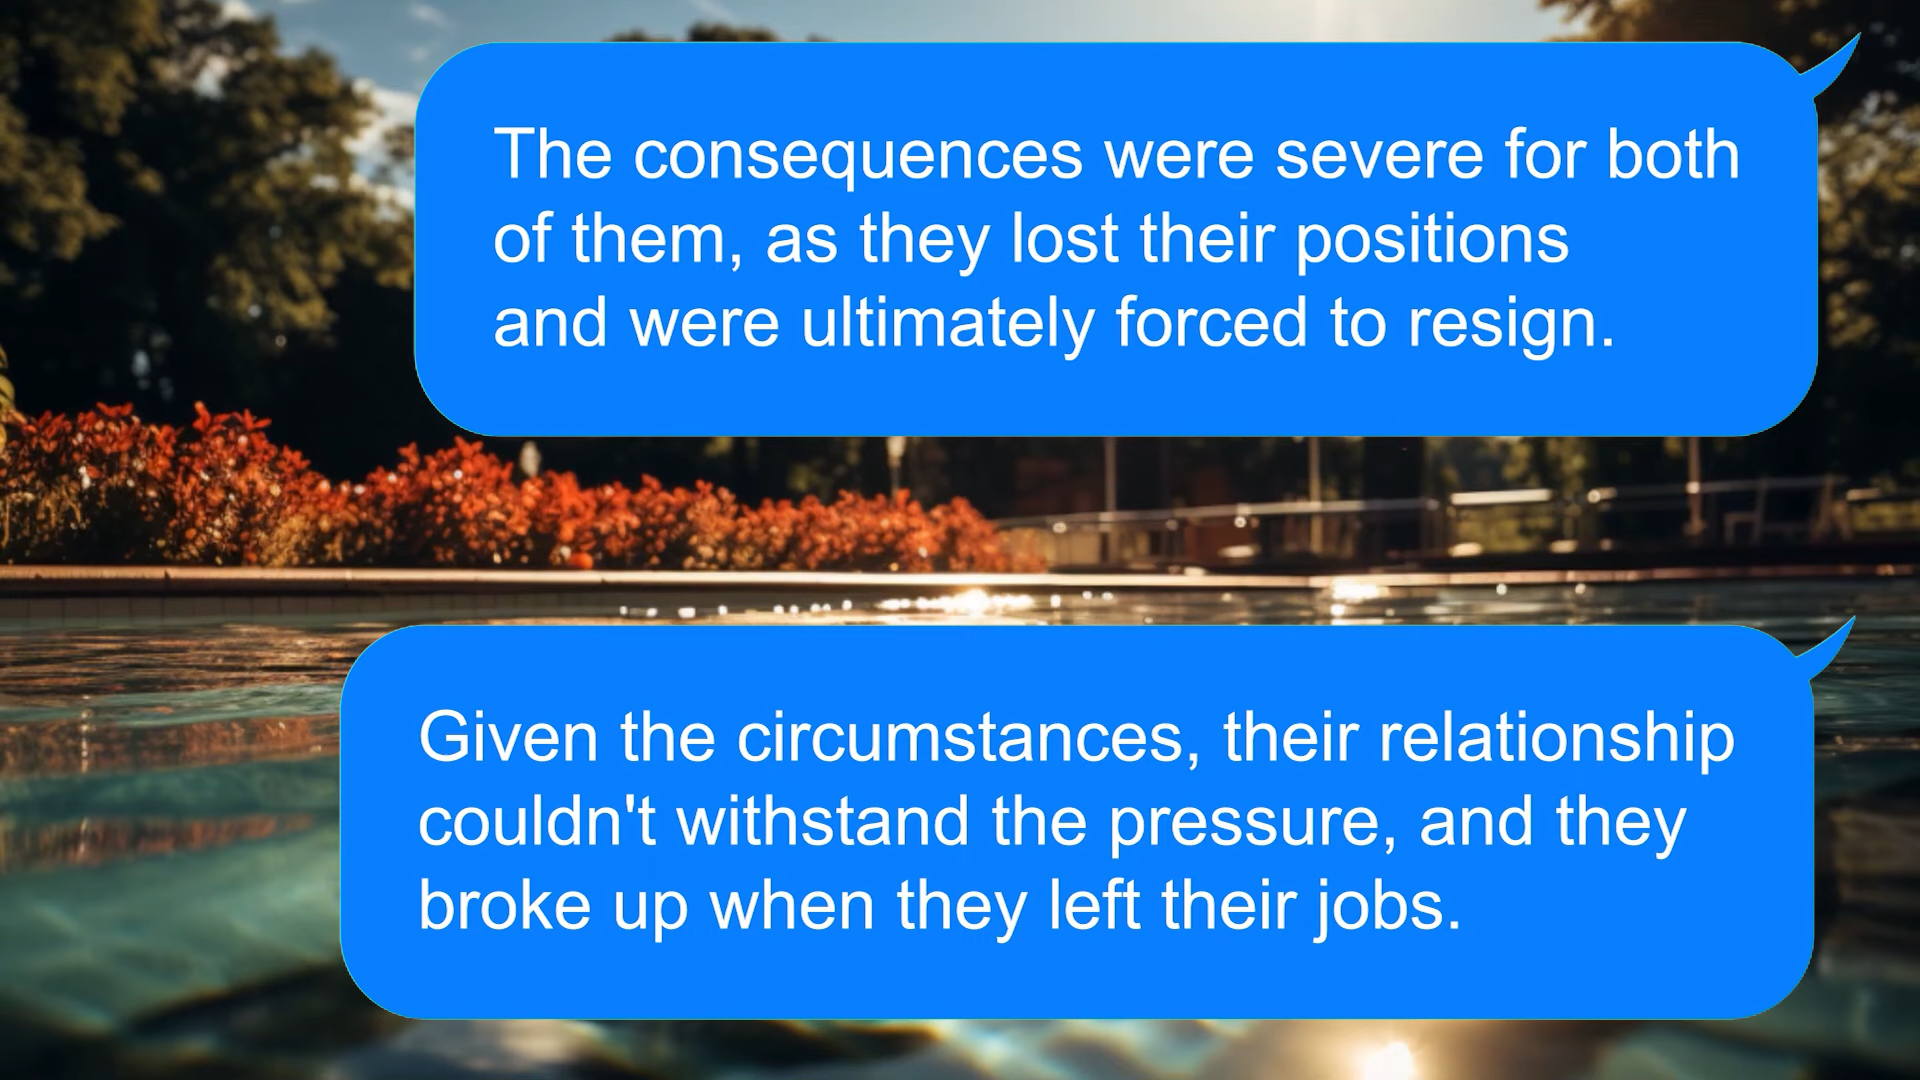 The consequences were severe for both
of them, as they lost their positions
and were ultimately forced to resign.
Given the circumstances, their relationship
couldn't withstand the pressure, and they
broke up when they left their jobs.